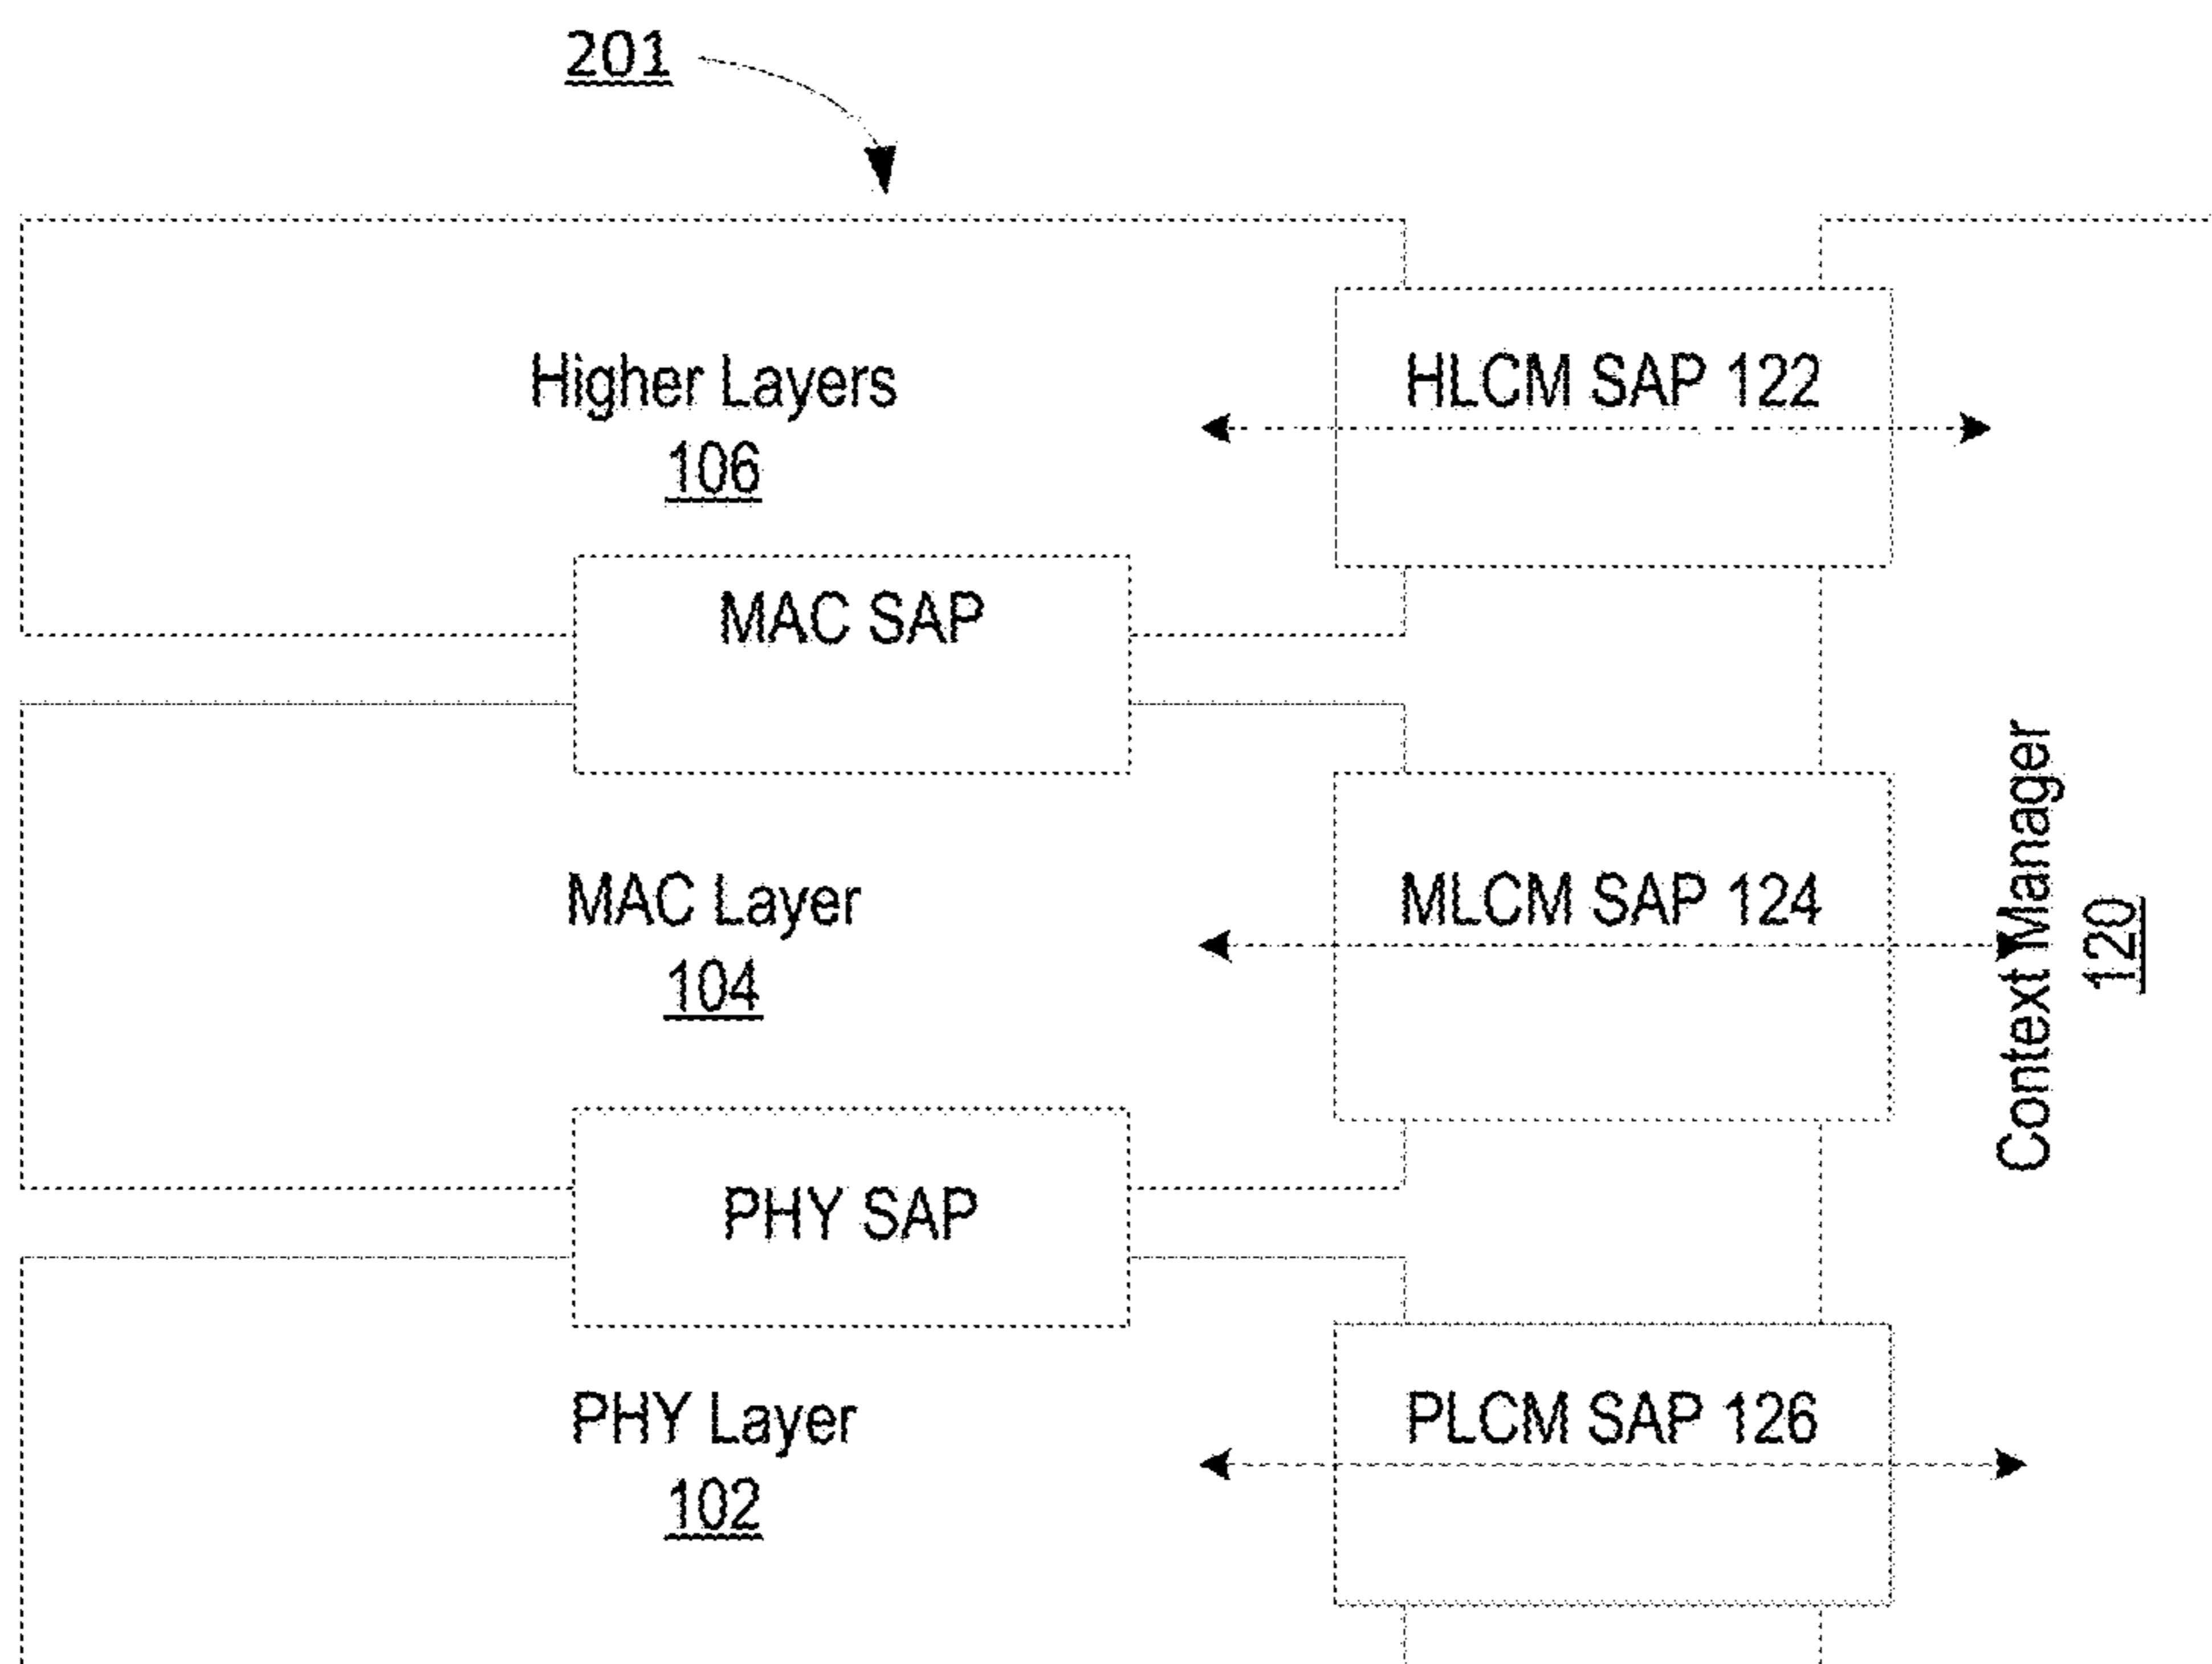 201
Higher Layers
106
HLCM SAP 122
MAC SAP
MAC Layer
104
MLCM SAP 124
Context Manager
120
PHY SAP
PHY Layer
102
PLCM SAP 126